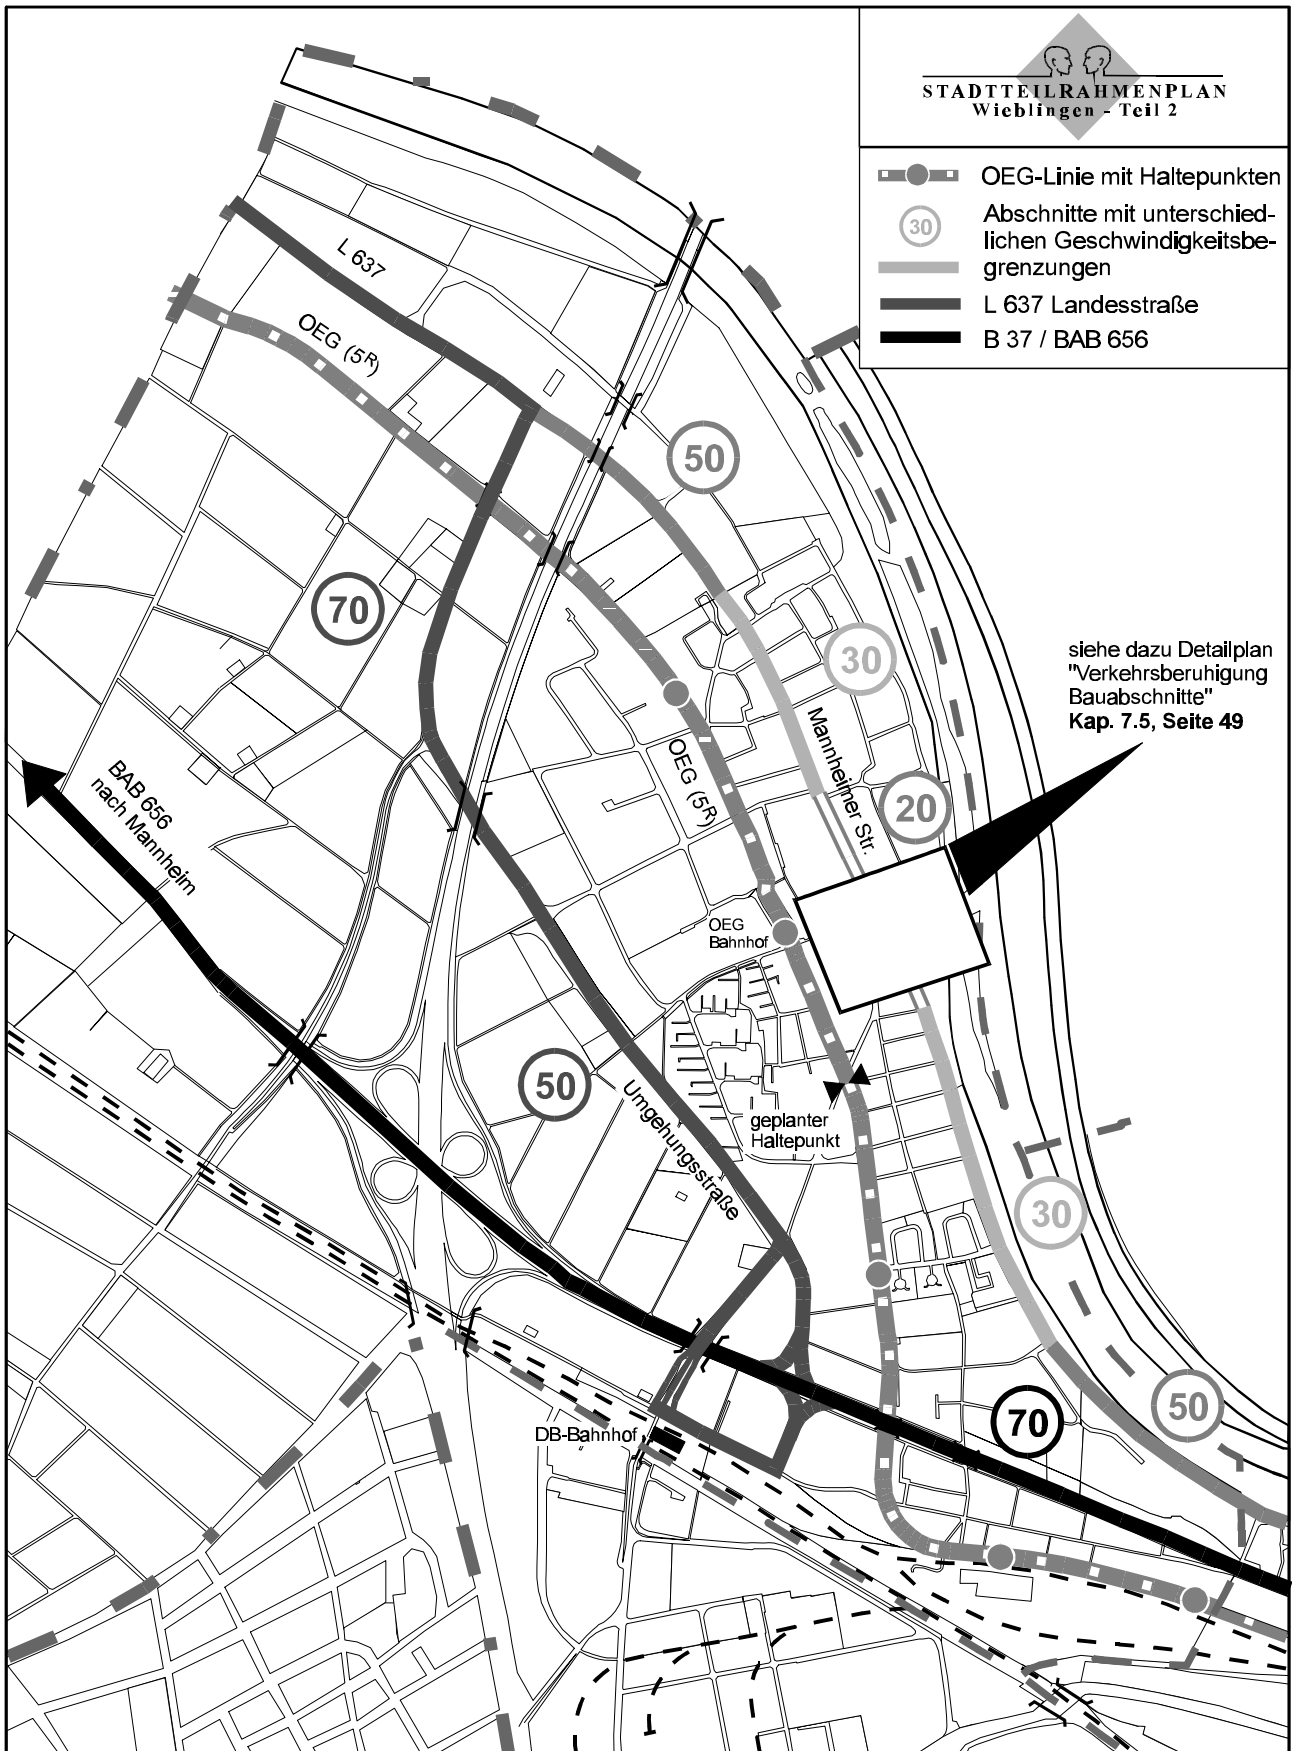 STADTTEILRAHMENPLAN
Wieblingen - Teil 2
OEG-Linie mit Haltepunkten
30
Abschnitte mit unterschied-
lichen Geschwindigkeitsbe-
grenzungen
L 637 Landesstraße
B 37 / BAB 656
L 637
OEG (5R)
50
70
30
siehe dazu Detailplan
"Verkehrsberuhigung
Bauabschnitte"
Kap. 7.5, Seite 49
Mannheimer Str.
OEG (5R)
BAB 656
nach Mannheim
20
OEG
Bahnhof
50
Umgehungsstraße
geplanter
Haltepunkt
30
50
70
DB-Bahnhof